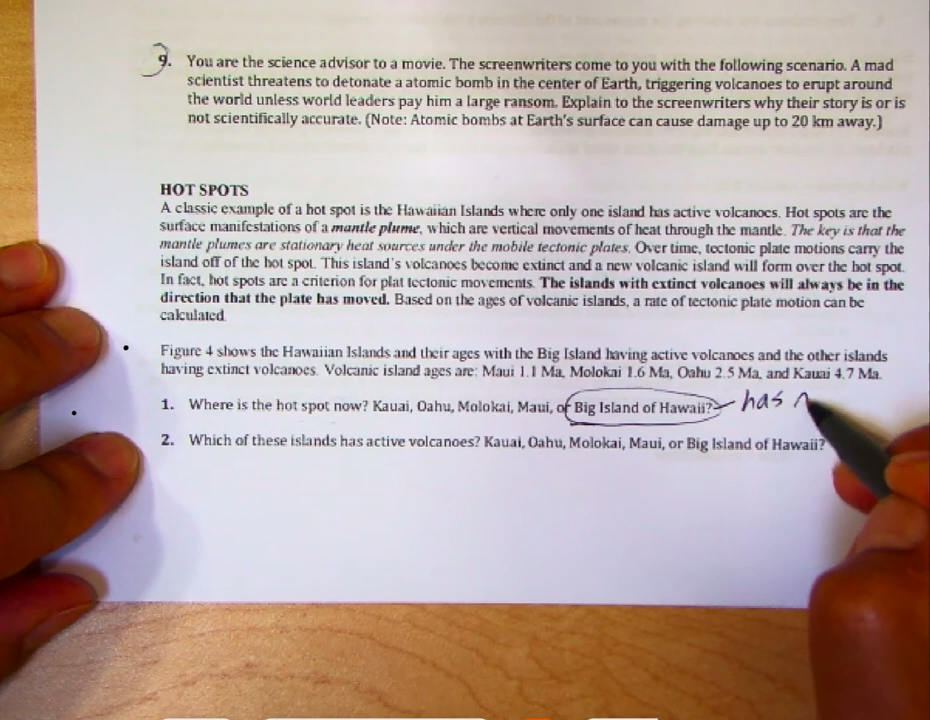 9. You are the science advisor to a movie. The screenwriters come to you with the following scenario. A mad
scientist threatens to detonate a atomic bomb in the center of Earth, triggering volcanoes to erupt around
the world unless world leaders pay him a large ransom. Explain to the screenwriters why their story is or is
not scientifically accurate. (Note: Atomic bombs at Earth's surface can cause damage up to 20 km away.)
HOT SPOTS
A classic example of a hot spot is the Hawaiian Islands where only one island has active volcanoes. Hot spots are the
surface manifestations of a mantle plume, which are vertical movements of heat through the mantle. The key is that the
mantle plumes are stationary heat sources under the mobile tectonic plates. Over time, tectonic plate motions carry the
island off of the hot spot. This island's volcanoes become extinct and a new volcanic island will form over the hot spot.
In fact, hot spots are a criterion for plat tectonic movements. The islands with extinct volcanoes will always be in the
direction that the plate has moved. Based on the ages of volcanic islands, a rate of tectonic plate motion can be
calculated.
Figure 4 shows the Hawaiian Islands and their ages with the Big Island having active volcanoes and the other islands
having extinct volcanoes. Volcanic island ages are: Maui 1.1 Ma, Molokai 1.6 Ma, Oahu 2.5 Ma, and Kauai 4.7 Ma.
1. Where is the hot spot now? Kauai, Oahu, Molokai, Maui, or Big Island of Hawaii? has
2. Which of these islands has active volcanoes? Kauai, Oahu, Molokai, Maui, or Big Island of Hawaii?